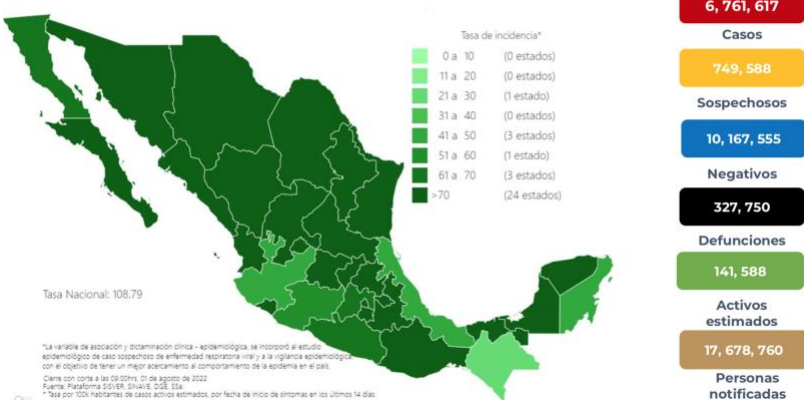 Tasa de incidencia*
0 a 10 (0 estados)
11 a 20 (0 estados)
21 a 30 (1 estado)
31 a 40 (0 estados)
41 a 50 (3 estados)
51 a 60 (1 estado)
61 a 70 (3 estados)
>70 (24 estados)
Tasa Nacional: 108.79
*La variable de asociación y dictaminación clínica - epidemiológica, se incorporó al estudio
epidemiológico de caso sospechoso de enfermedad respiratoria viral y a la vigilancia epidemiológica,
con el objetivo de tener un mejor acercamiento al comportamiento de la epidemia en el país.
Cierre con corte a las 09:00hrs, 01 de agosto de 2022
Fuente: Plataforma SISVER, SINAVE, DGE, SSa.
* Tasa por 100k habitantes de casos activos estimados, por fecha de inicio de síntomas en los últimos 14 días.
6, 761, 617
Casos
749, 588
Sospechosos
10, 167, 555
Negativos
327, 750
Defunciones
141, 588
Activos
estimados
17, 678, 760
Personas
notificadas